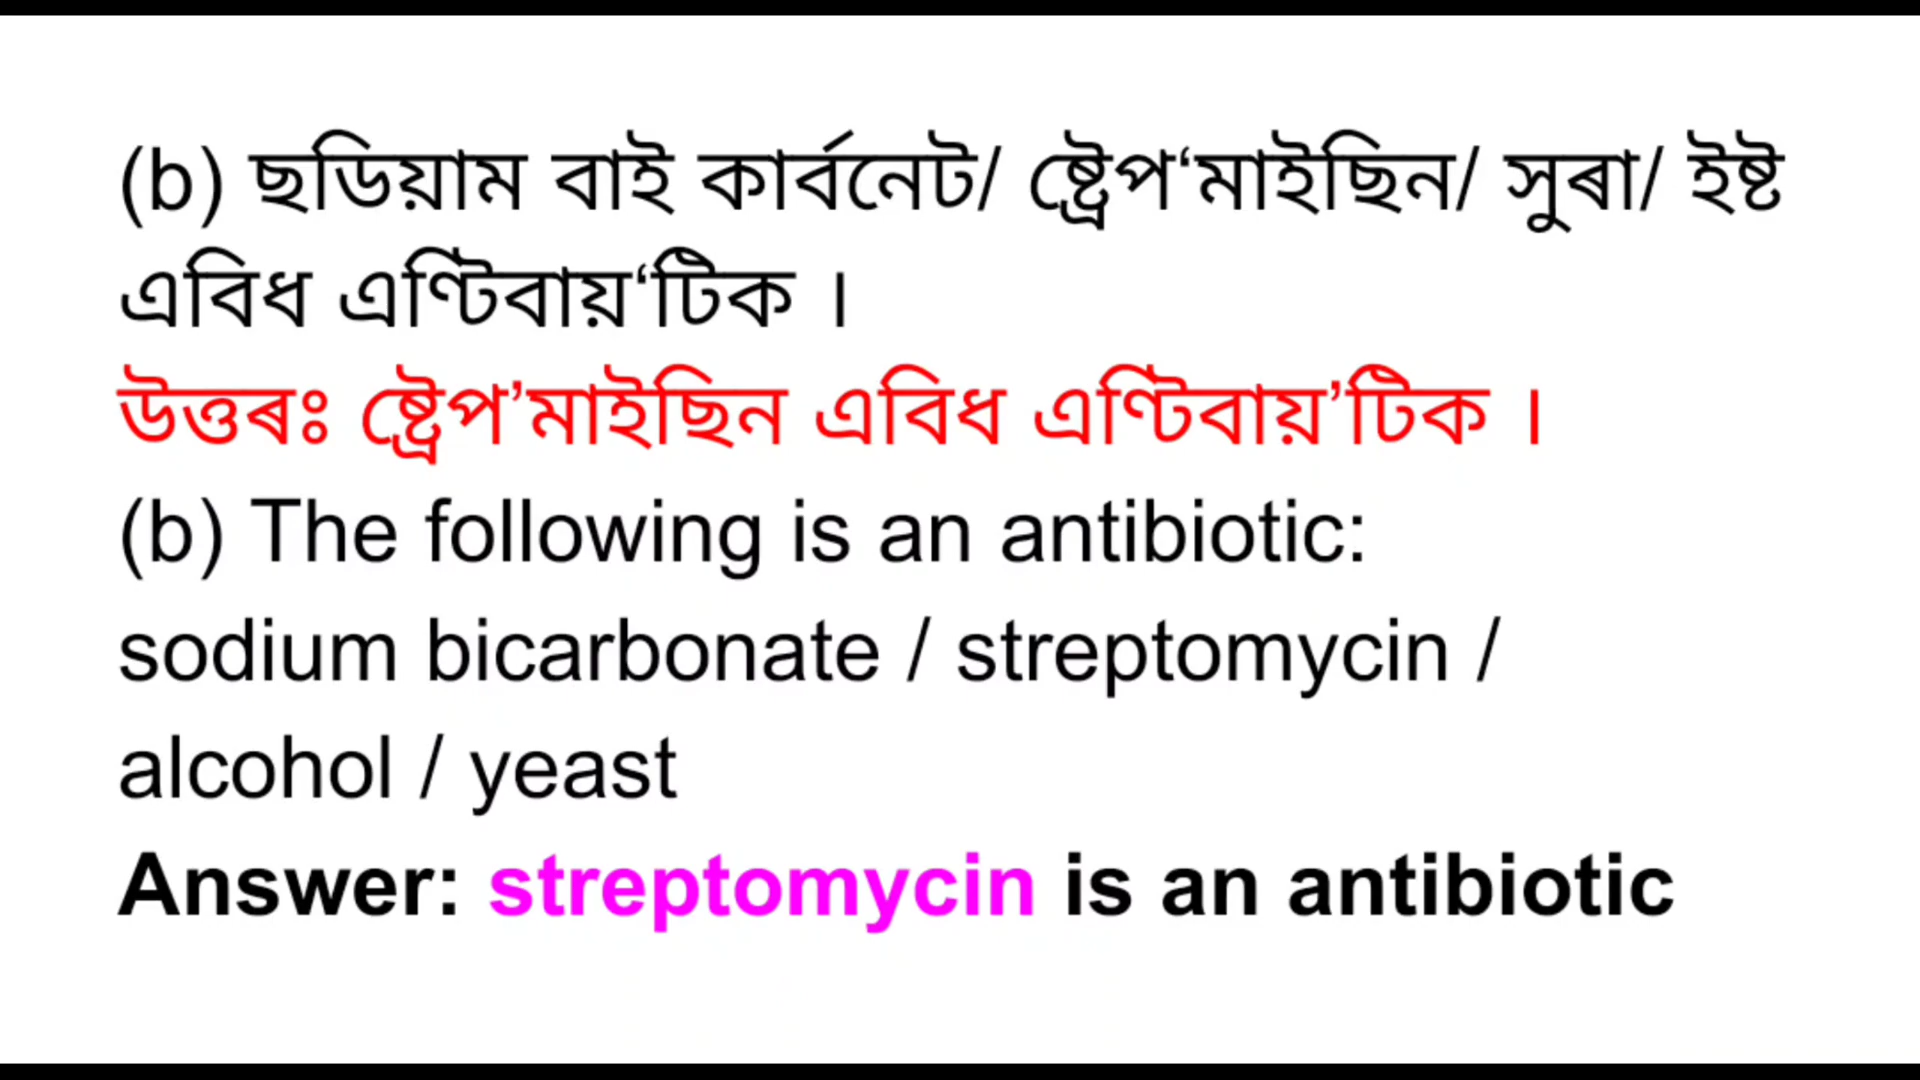 (b) ছডিয়াম বাই কাৰ্বনেট/ ষ্ট্ৰেপ‘মাইছিন/ সুৰা/ ইষ্ট
এবিধ এণ্টিবায়‘টিক ।
উত্তৰঃ ষ্ট্ৰেপ’মাইছিন এবিধ এণ্টিবায়’টিক ।
(b) The following is an antibiotic:
sodium bicarbonate / streptomycin /
alcohol / yeast
Answer: streptomycin is an antibiotic